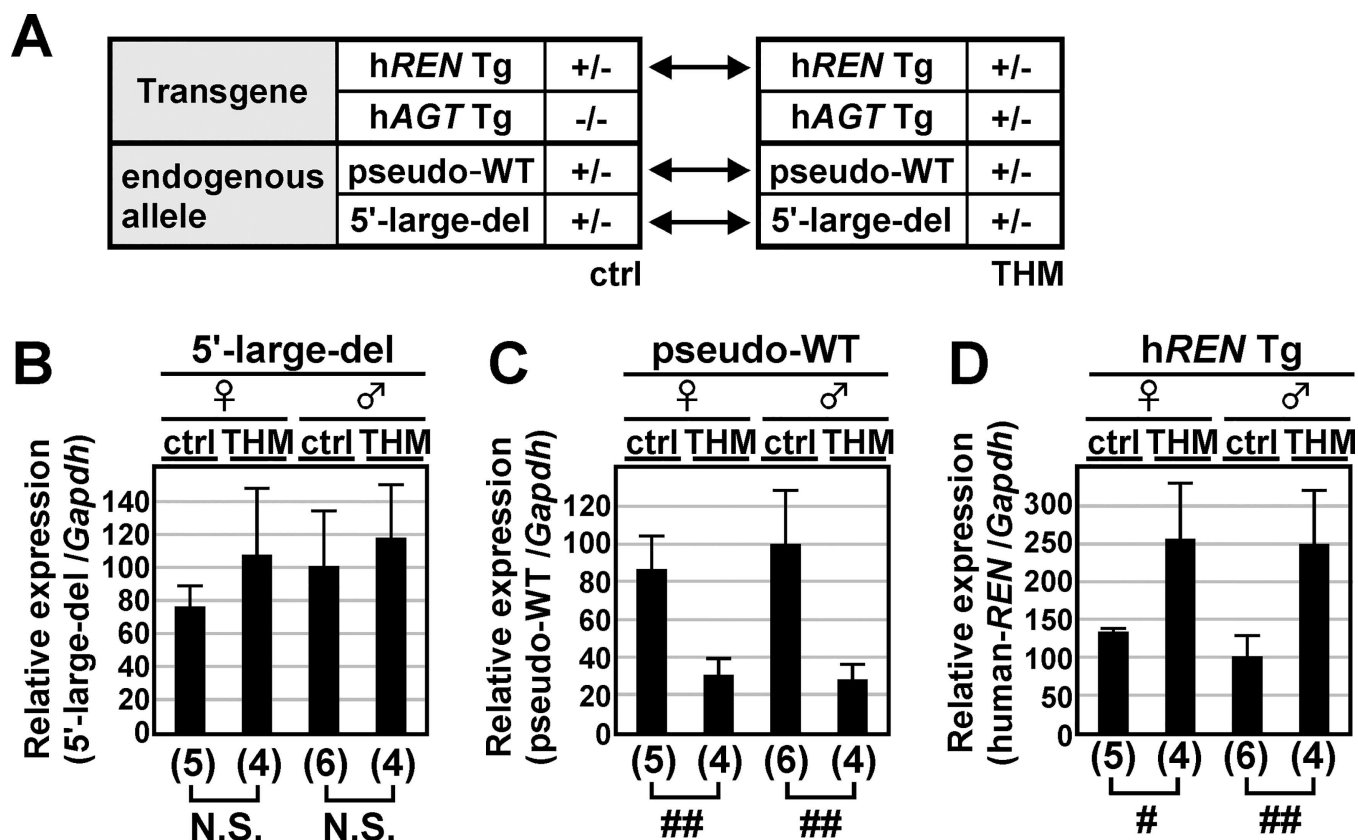 A
Transgene
hREN Tg +/-
hAGT Tg -/-
endogenous allele
pseudo-WT +/-
5'-large-del +/-
ctrl
hREN Tg +/-
hAGT Tg +/-
pseudo-WT +/-
5'-large-del +/-
THM
B
5'-large-del
♀ ♂
ctrl THM ctrl THM
Relative expression
(5'-large-del /Gapdh)
140
120
100
80
60
40
20
0
(5) (4) (6) (4)
N.S. N.S.
C
pseudo-WT
♀ ♂
ctrl THM ctrl THM
Relative expression
(pseudo-WT /Gapdh)
120
100
80
60
40
20
0
(5) (4) (6) (4)
## ##
D
hREN Tg
♀ ♂
ctrl THM ctrl THM
Relative expression
(human-REN /Gapdh)
300
250
200
150
100
50
0
(5) (4) (6) (4)
# ##